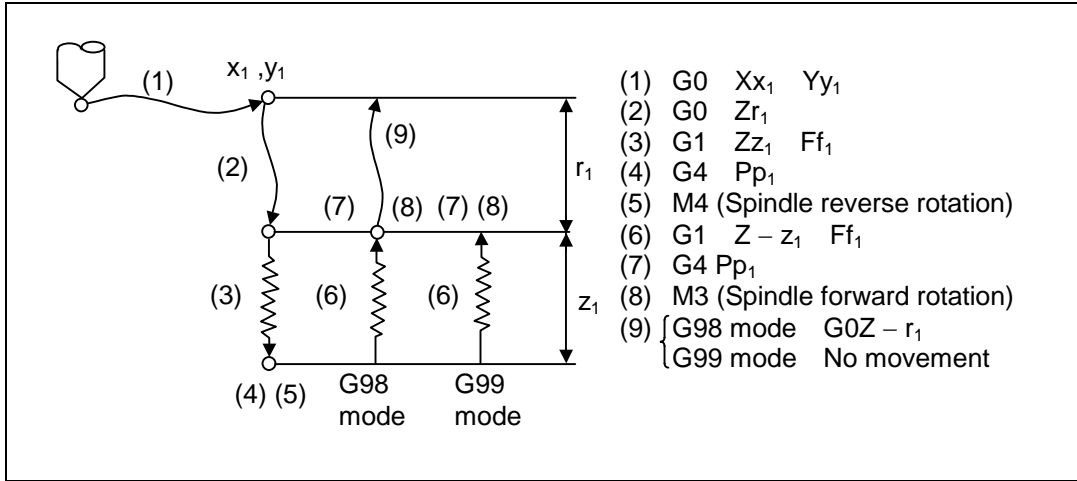 (1)
x₁ ,y₁
(2)
(9)
r₁
(7)
(8)
(7) (8)
(3)
(6)
(6)
z₁
(4) (5)
G98
mode
G99
mode
(1) G0 Xx₁ Yy₁
(2) G0 Zr₁
(3) G1 Zz₁ Ff₁
(4) G4 Pp₁
(5) M4 (Spindle reverse rotation)
(6) G1 Z − z₁ Ff₁
(7) G4 Pp₁
(8) M3 (Spindle forward rotation)
(9) G98 mode G0Z − r₁
G99 mode No movement